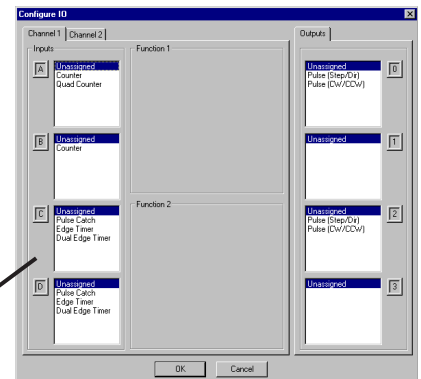 Configure IO
Channel 1 Channel 2
Outputs
Inputs
Function 1
A
Unassigned
Counter
Quad Counter
B
Unassigned
Counter
C
Unassigned
Pulse Catch
Edge Timer
Dual Edge Timer
D
Unassigned
Pulse Catch
Edge Timer
Dual Edge Timer
Function 2
Unassigned
Pulse (Step/Dir)
Pulse (CW/CCW)
0
Unassigned
1
Unassigned
Pulse (Step/Dir)
Pulse (CW/CCW)
2
Unassigned
3
OK Cancel